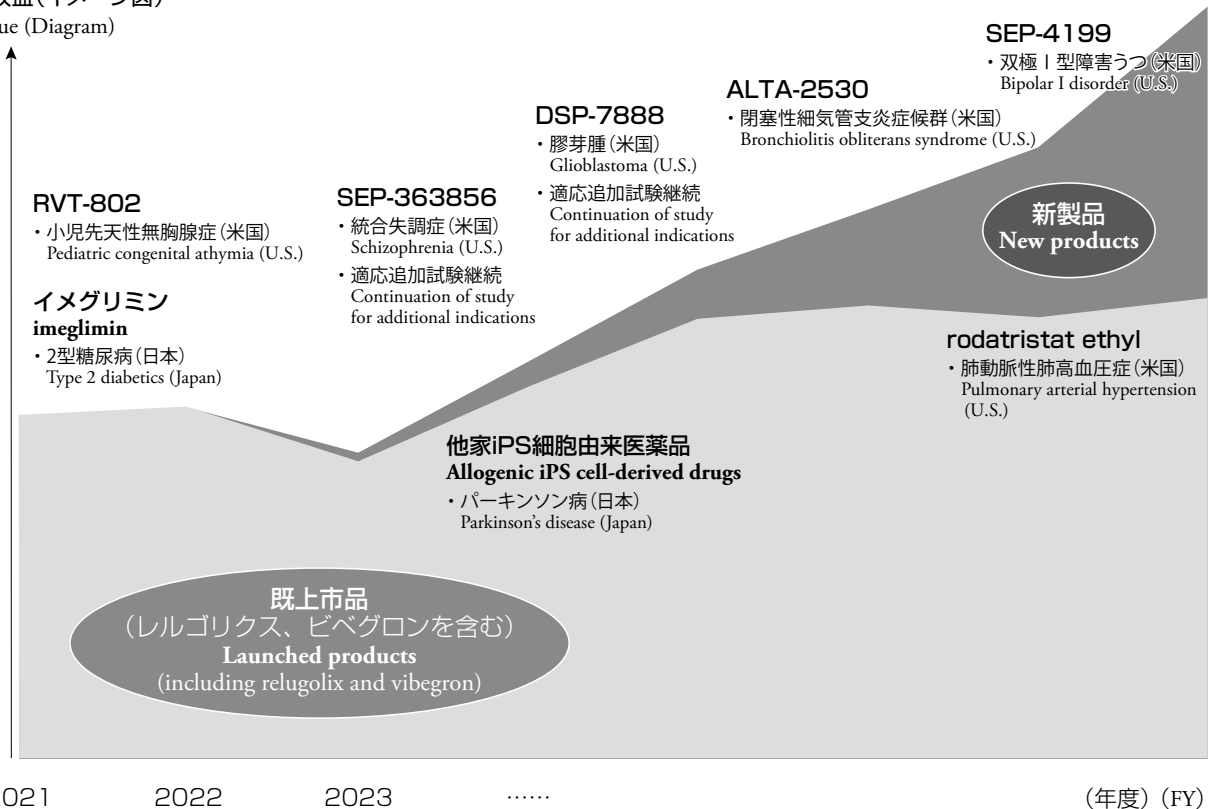 (イメージ図)
(Diagram)
SEP-4199
・双極Ⅰ型障害うつ(米国)
Bipolar I disorder (U.S.)
ALTA-2530
・閉塞性細気管支炎症候群(米国)
Bronchiolitis obliterans syndrome (U.S.)
DSP-7888
・膠芽腫(米国)
Glioblastoma (U.S.)
・適応追加試験継続
Continuation of study
for additional indications
RVT-802
・小児先天性無胸腺症(米国)
Pediatric congenital athymia (U.S.)
SEP-363856
・統合失調症(米国)
Schizophrenia (U.S.)
・適応追加試験継続
Continuation of study
for additional indications
新製品
New products
イメグリミン
imeglimin
・2型糖尿病(日本)
Type 2 diabetics (Japan)
rodatristat ethyl
・肺動脈性肺高血圧症(米国)
Pulmonary arterial hypertension
(U.S.)
他家iPS細胞由来医薬品
Allogenic iPS cell-derived drugs
・パーキンソン病(日本)
Parkinson's disease (Japan)
既上市品
(レルゴリクス、ビベグロンを含む)
Launched products
(including relugolix and vibegron)
2021 2022 2023 …… (年度) (FY)